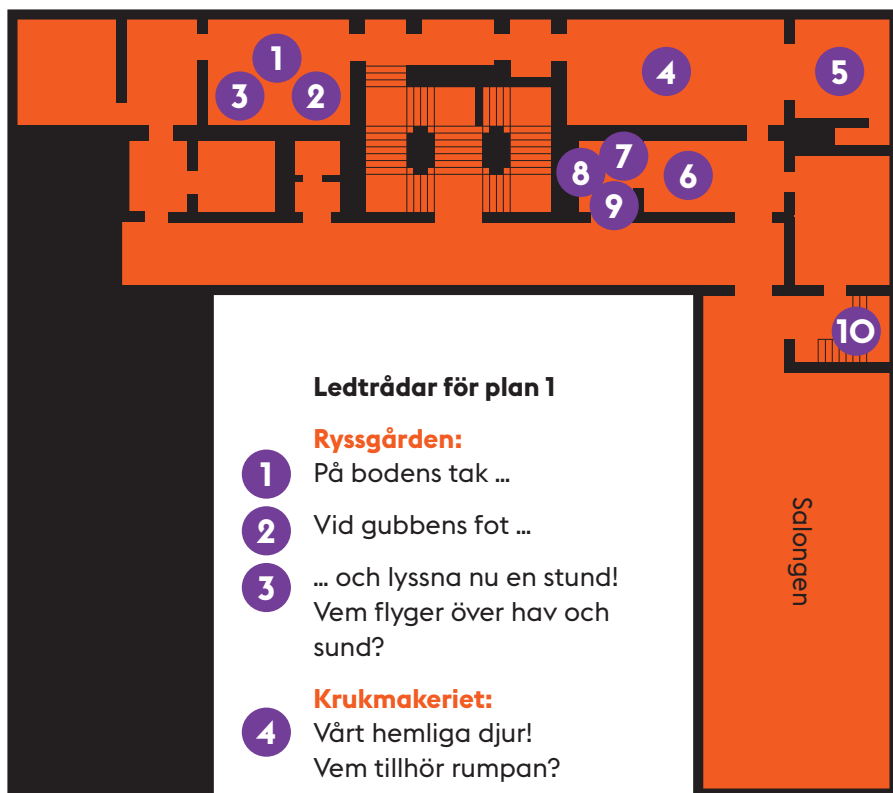 1
2
3
4
5
6
7
8
9
10
Salongen
Ledtrådar för plan 1
Ryssgården:
1 På bodens tak ...
2 Vid gubbens fot ...
3 ... och lyssna nu en stund!
Vem flyger över hav och
sund?
Krukmakeriet:
4 Vårt hemliga djur!
Vem tillhör rumpan?